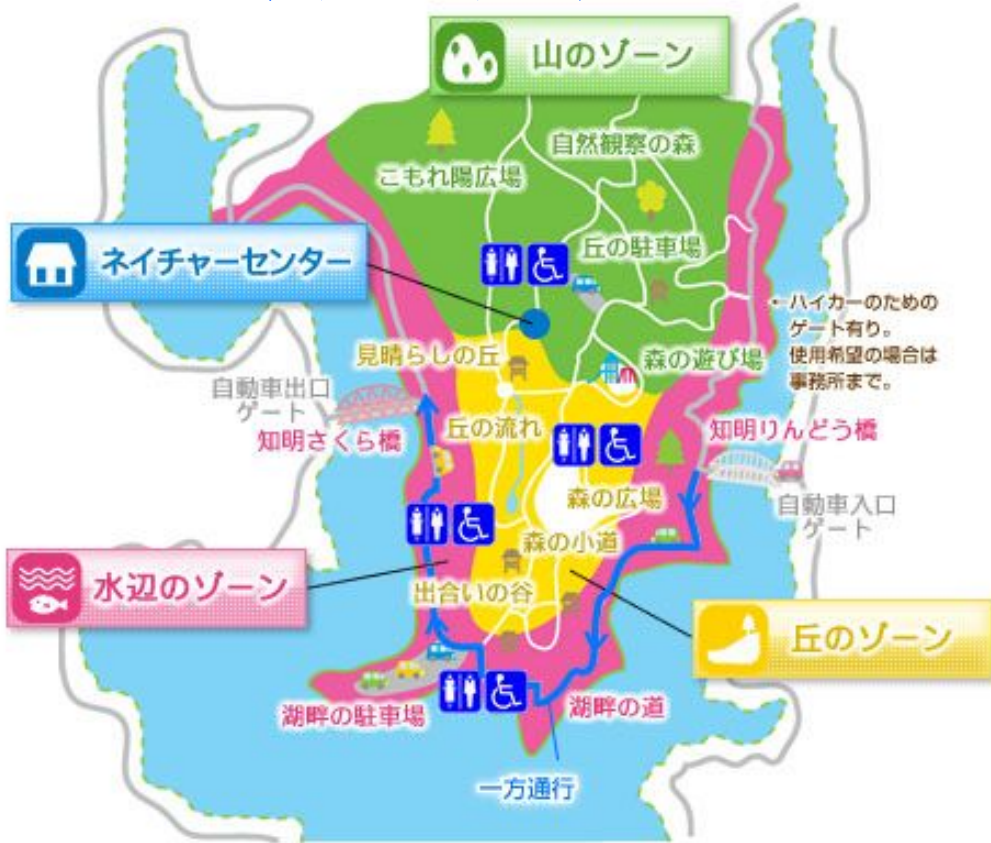 山のゾーン
自然観察の森
こもれ陽広場
丘の駐車場
ネイチャーセンター
←ハイカーのための
ゲート有り。
使用希望の場合は
事務所まで。
見晴らしの丘
森の遊び場
自動車出口
ゲート
知明さくら橋
丘の流れ
知明りんどう橋
森の広場
自動車入口
ゲート
森の小道
水辺のゾーン
出合いの谷
丘のゾーン
湖畔の駐車場
湖畔の道
一方通行